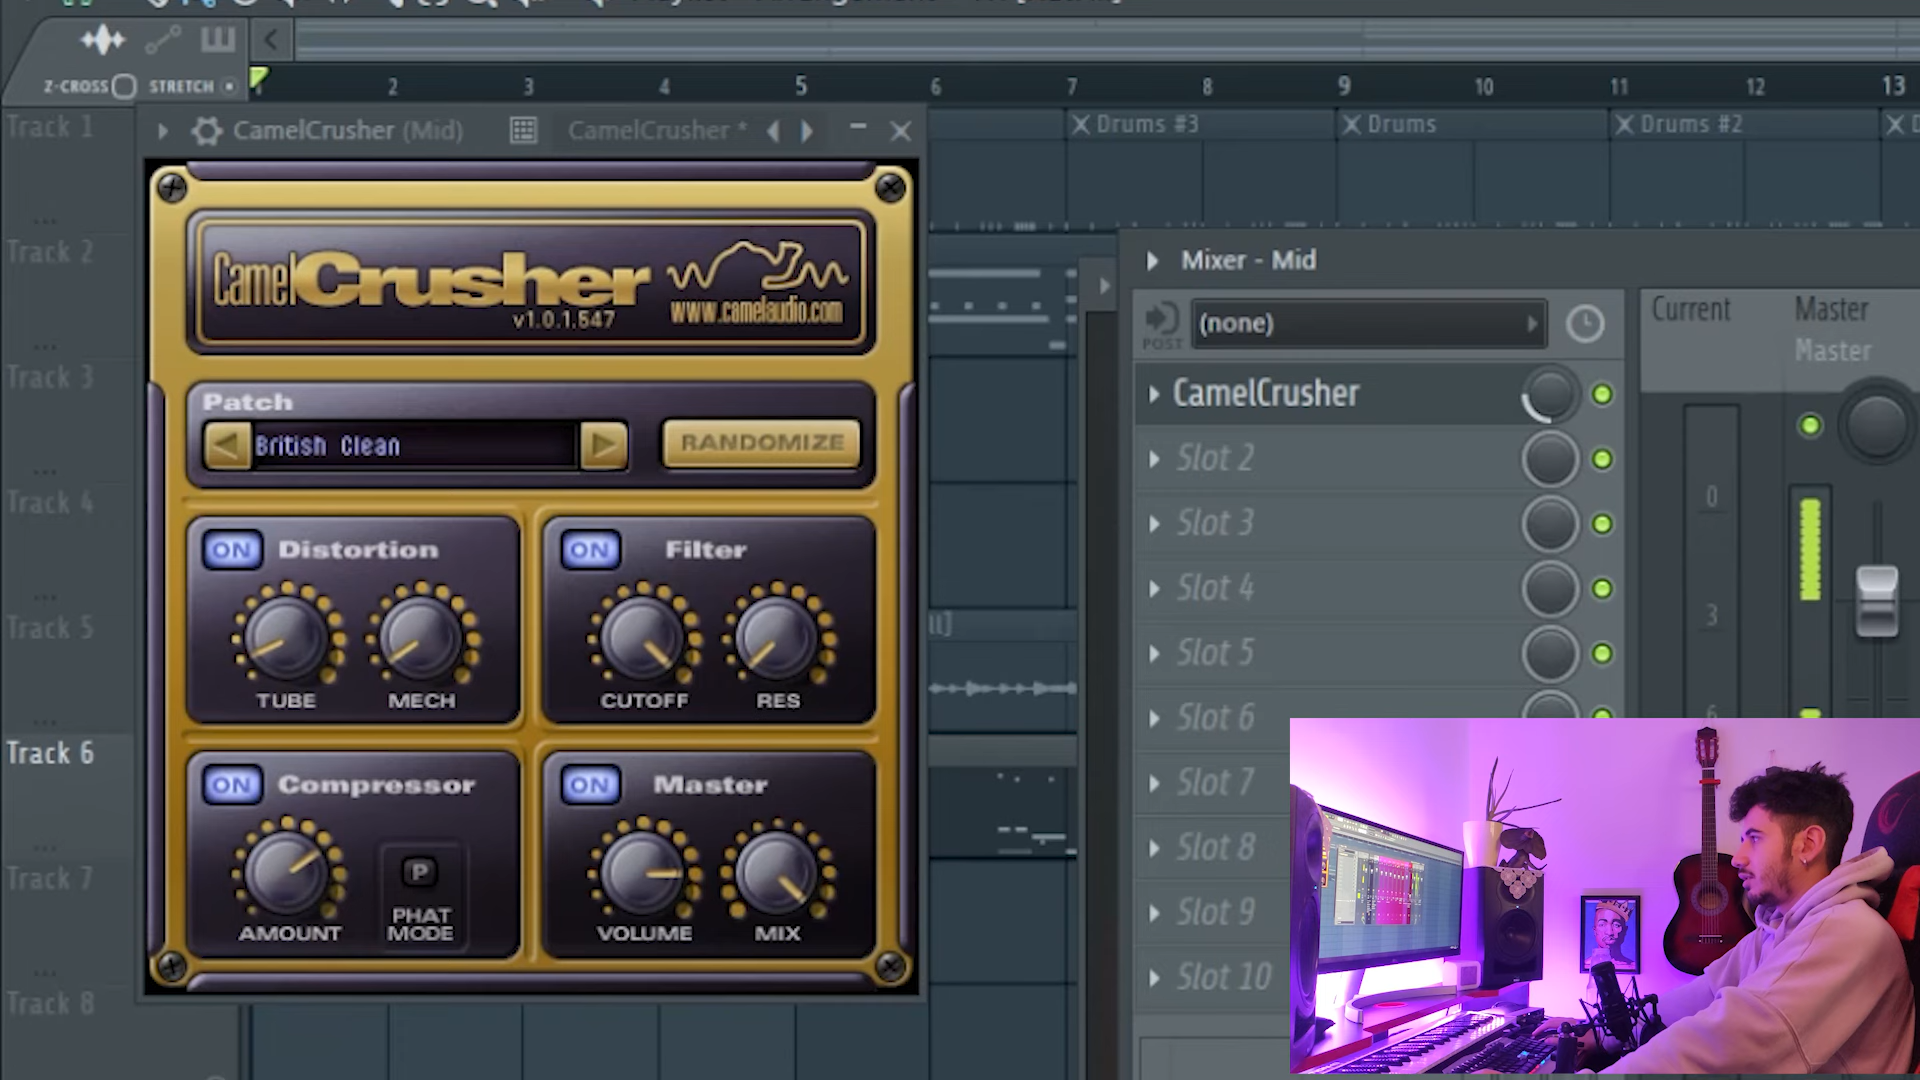 Z-CROSS STRETCH
1 2 3 4 5 6 7 8 9 10 11 12 13
Track 1
Track 2
Track 3
Track 4
Track 5
Track 6
Track 7
Track 8
CamelCrusher (Mid)
CamelCrusher *
Drums #3
Drums
Drums #2
CamelCrusher
v1.0.1.547
www.camelaudio.com
Patch
British Clean
RANDOMIZE
ON Distortion
TUBE MECH
ON Filter
CUTOFF RES
ON Compressor
AMOUNT
P
PHAT
MODE
ON Master
VOLUME MIX
Mixer - Mid
POST
(none)
CamelCrusher
Slot 2
Slot 3
Slot 4
Slot 5
Slot 6
Slot 7
Slot 8
Slot 9
Slot 10
Current
Master
Master
0
3
6